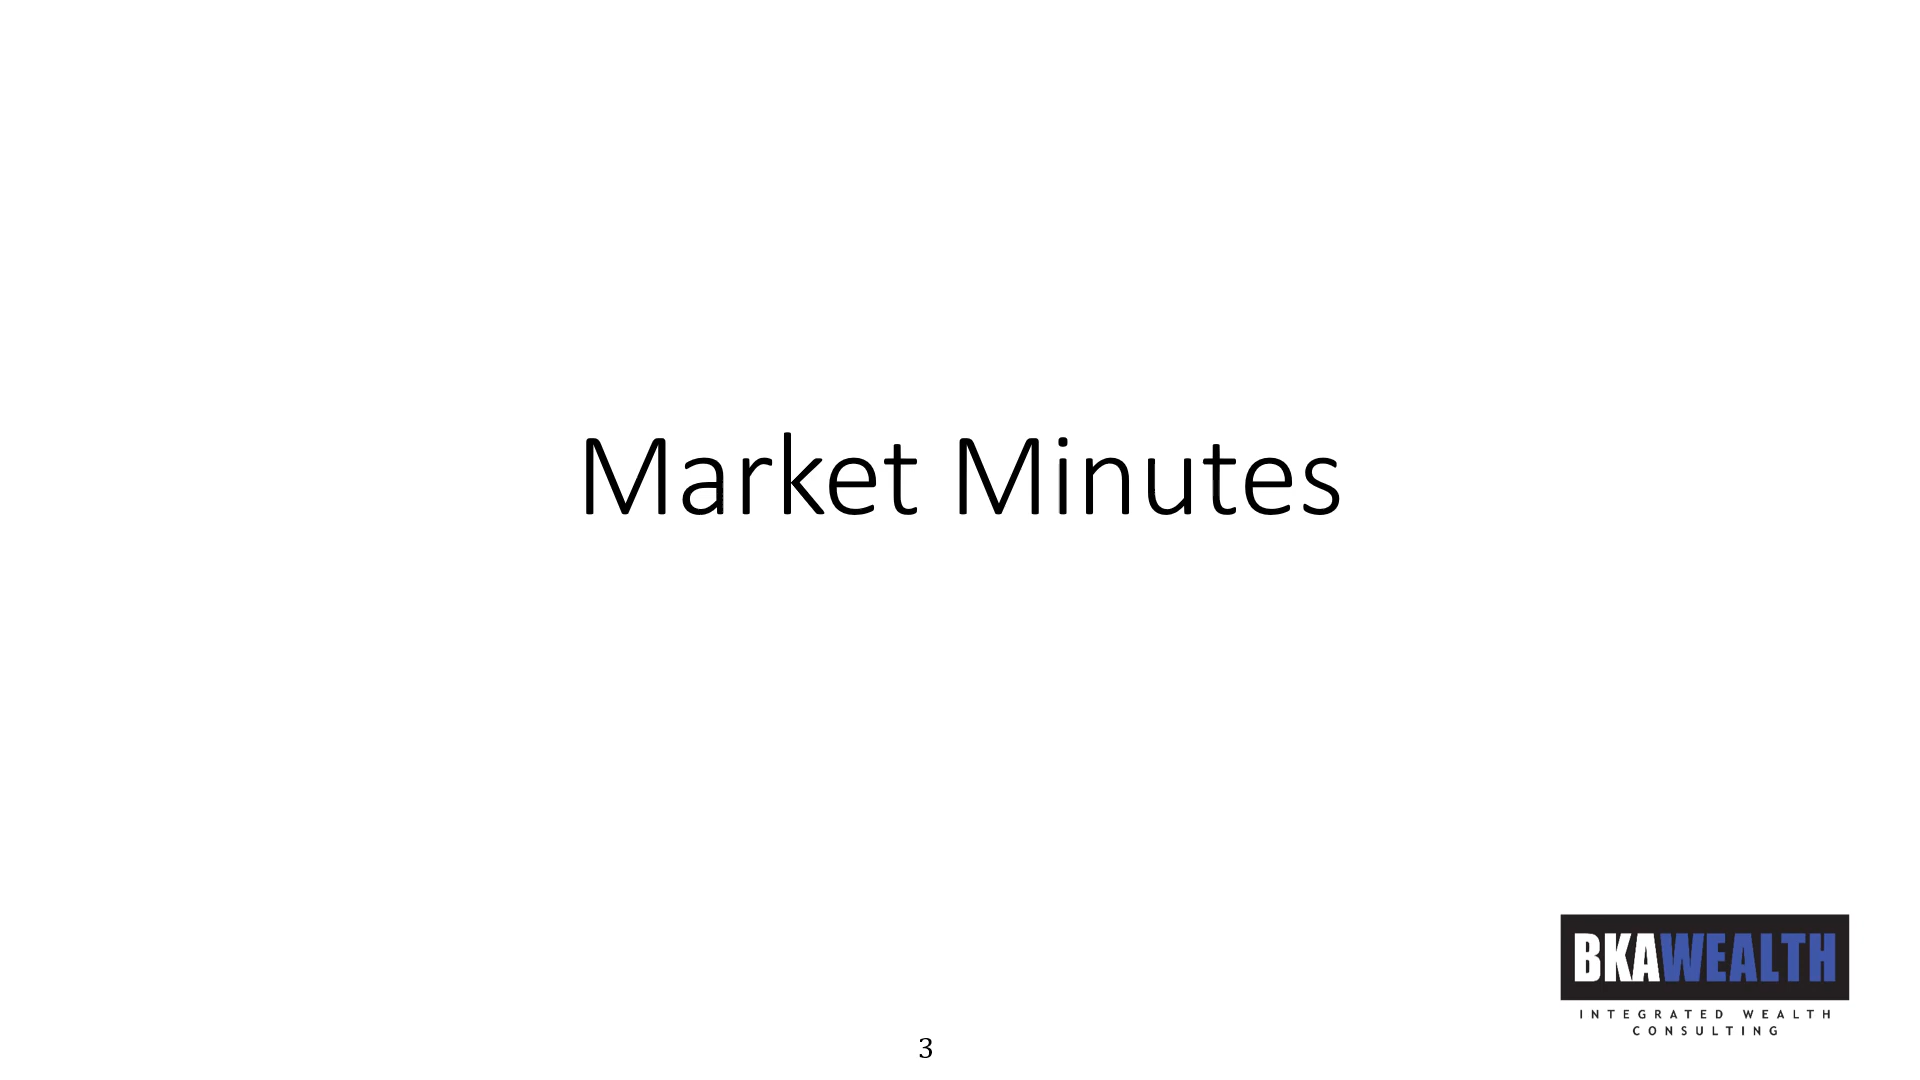 Market Minutes
BKAWEALTH
INTEGRATED WEALTH
CONSULTING
3